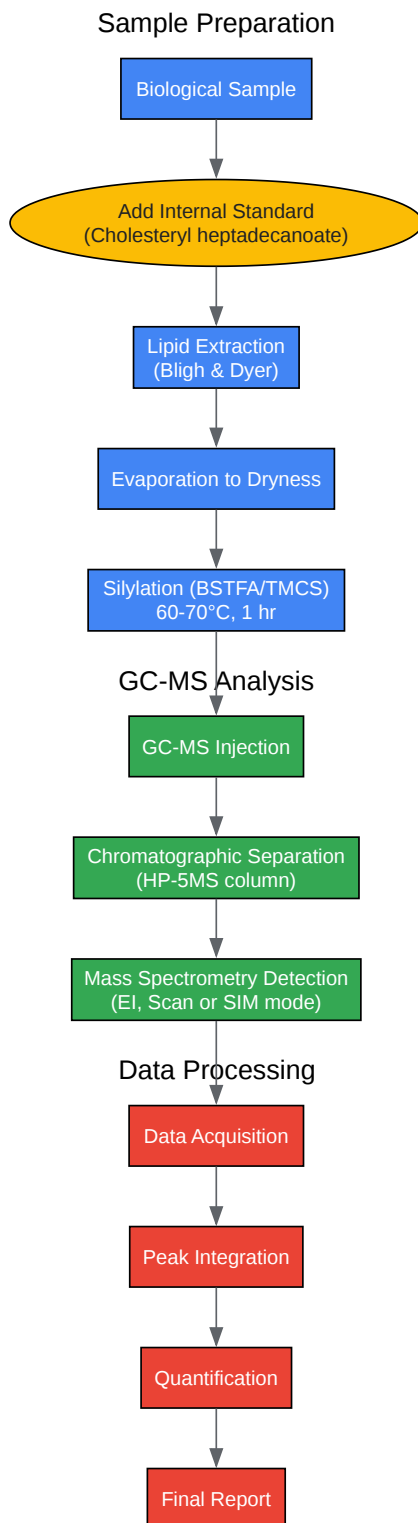 Sample Preparation
Biological Sample
Add Internal Standard
(Cholesteryl heptadecanoate)
Lipid Extraction
(Bligh & Dyer)
Evaporation to Dryness
Silylation (BSTFA/TMCS)
60-70°C, 1 hr
GC-MS Analysis
GC-MS Injection
Chromatographic Separation
(HP-5MS column)
Mass Spectrometry Detection
(EI, Scan or SIM mode)
Data Processing
Data Acquisition
Peak Integration
Quantification
Final Report